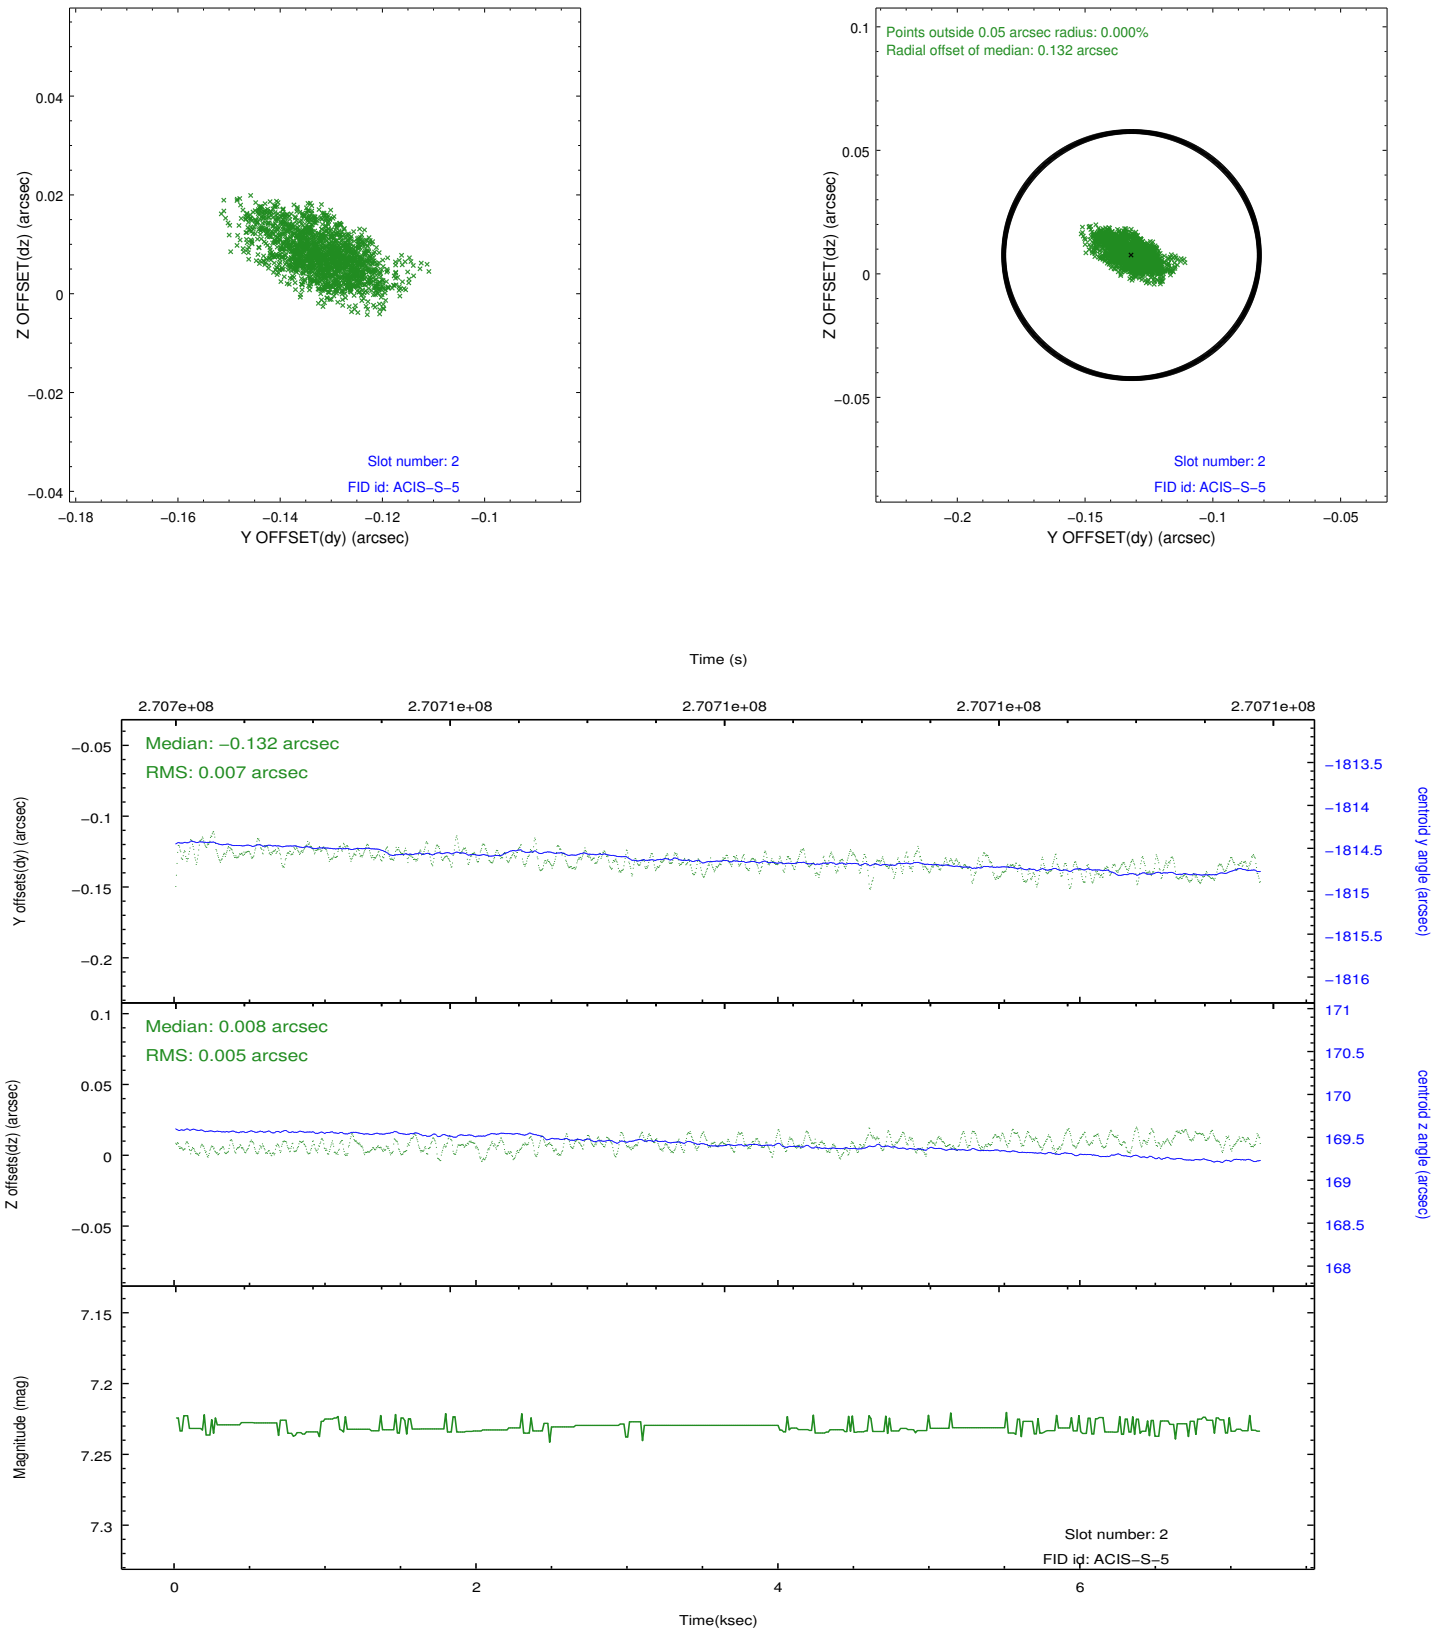 0.04
0.02
0
−0.02
−0.04
−0.18
−0.16
−0.14
−0.12
−0.1
Z OFFSET(dz) (arcsec)
Y OFFSET(dy) (arcsec)
Slot number: 2
FID id: ACIS−S−5
Points outside 0.05 arcsec radius: 0.000%
Radial offset of median: 0.132 arcsec
0.1
0.05
0
−0.05
−0.2
−0.15
−0.1
−0.05
Z OFFSET(dz) (arcsec)
Y OFFSET(dy) (arcsec)
Slot number: 2
FID id: ACIS−S−5
Time (s)
2.707e+08
2.7071e+08
2.7071e+08
2.7071e+08
2.7071e+08
Median: −0.132 arcsec
RMS: 0.007 arcsec
−0.05
−0.1
−0.15
−0.2
Y offsets(dy) (arcsec)
−1813.5
−1814
−1814.5
−1815
−1815.5
−1816
centroid y angle (arcsec)
Median: 0.008 arcsec
RMS: 0.005 arcsec
0.1
0.05
0
−0.05
Z offsets(dz) (arcsec)
171
170.5
170
169.5
169
168.5
168
centroid z angle (arcsec)
7.15
7.2
7.25
7.3
Magnitude (mag)
Slot number: 2
FID id: ACIS−S−5
0
2
4
6
Time(ksec)